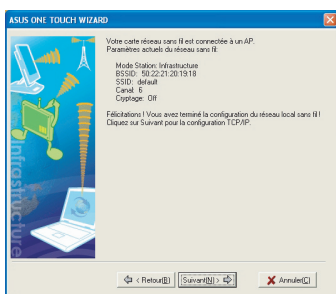 ASUS ONE TOUCH WIZARD
Votre carte réseau sans fil est connectée à un AP.
Paramètres actuels du réseau sans fil:
Mode Station: Infrastructure
BSSID: 50:22:21:20:19:18
SSID: default
Canal: 6
Cryptage: Off
Félicitations ! Vous avez terminé la configuration du réseau local sans fil !
Cliquez sur Suivant pour la configuration TCP/IP.
Infrastructure
< Retour(B)
Suivant(N) >
Annuler(C)